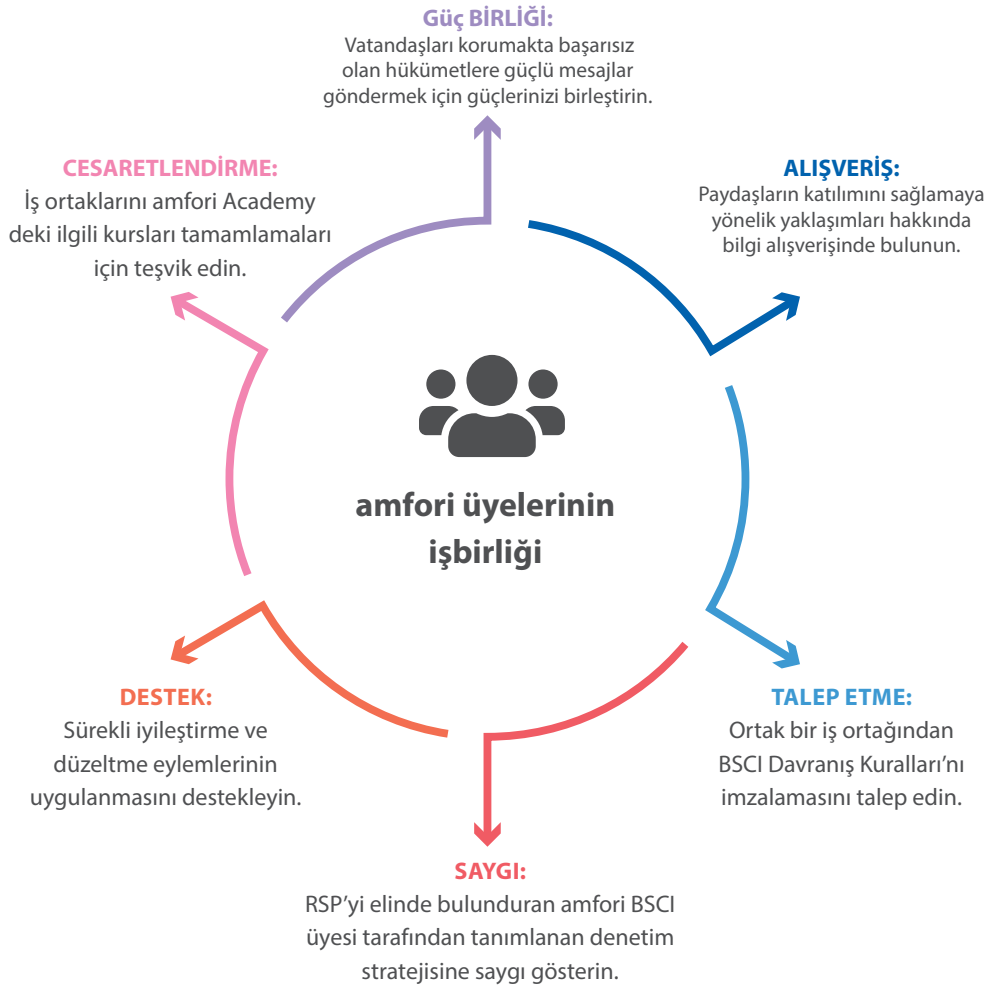 Güç BİRLİĞİ:
Vatandaşları korumakta başarısız
olan hükümetlere güçlü mesajlar
göndermek için güçlerinizi birleştirin.
ALIŞVERİŞ:
Paydaşların katılımını sağlamaya
yönelik yaklaşımları hakkında
bilgi alışverişinde bulunun.
TALEP ETME:
Ortak bir iş ortağından
BSCI Davranış Kuralları’nı
imzalamasını talep edin.
SAYGI:
RSP’yi elinde bulunduran amfori BSCI
üyesi tarafından tanımlanan denetim
stratejisine saygı gösterin.
DESTEK:
Sürekli iyileştirme ve
düzeltme eylemlerinin
uygulanmasını destekleyin.
CESARETLENDİRME:
İş ortaklarını amfori Academy
deki ilgili kursları tamamlamaları
için teşvik edin.
amfori üyelerinin
işbirliği